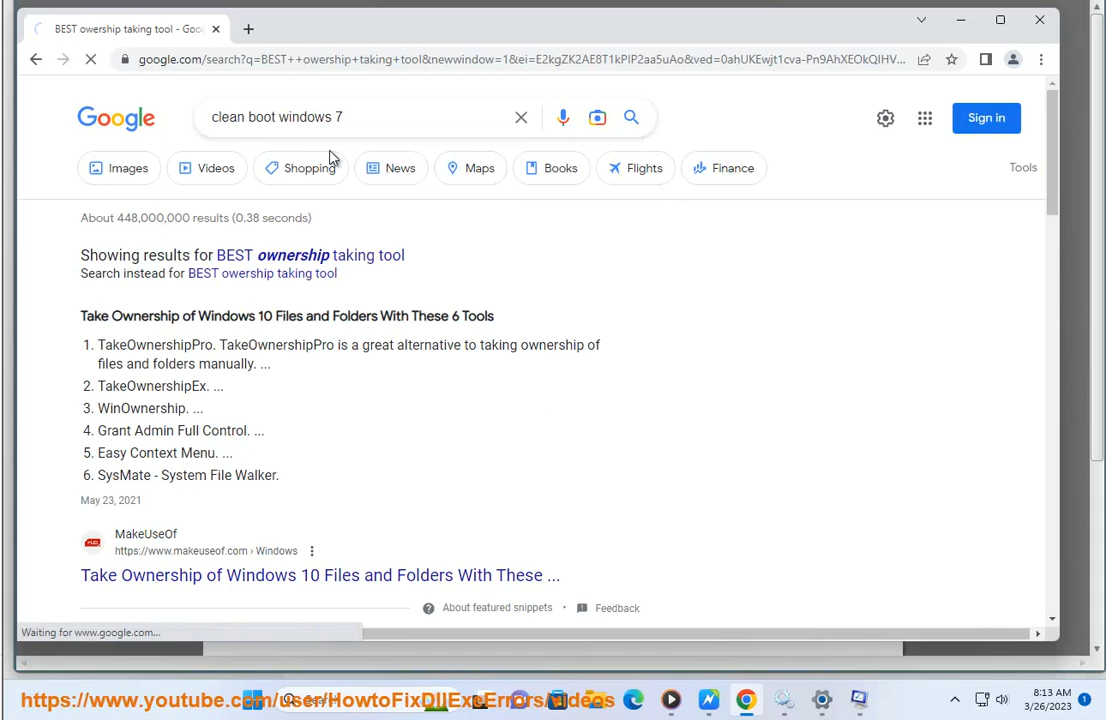 BEST owership taking tool - Goo
google.com/search?q=BEST++owership+taking+tool&newwindow=1&ei=E2kgZK2AE8T1kPIP2aa5uAo&ved=0ahUKEwjt1cva-Pn9AhXEOkQIHV...
Google
clean boot windows 7
Sign in
Images
Videos
Shopping
News
Maps
Books
Flights
Finance
Tools
About 448,000,000 results (0.38 seconds)
Showing results for BEST ownership taking tool
Search instead for BEST owership taking tool
Take Ownership of Windows 10 Files and Folders With These 6 Tools
1. TakeOwnershipPro. TakeOwnershipPro is a great alternative to taking ownership of
files and folders manually. ...
2. TakeOwnershipEx. ...
3. WinOwnership. ...
4. Grant Admin Full Control. ...
5. Easy Context Menu. ...
6. SysMate - System File Walker.
May 23, 2021
MUO
MakeUseOf
https://www.makeuseof.com › Windows
Take Ownership of Windows 10 Files and Folders With These ...
About featured snippets
•
Feedback
Waiting for www.google.com...
https://www.youtube.com/user/HowtoFixDllExeErrors/videos
8:13 AM
3/26/2023
1